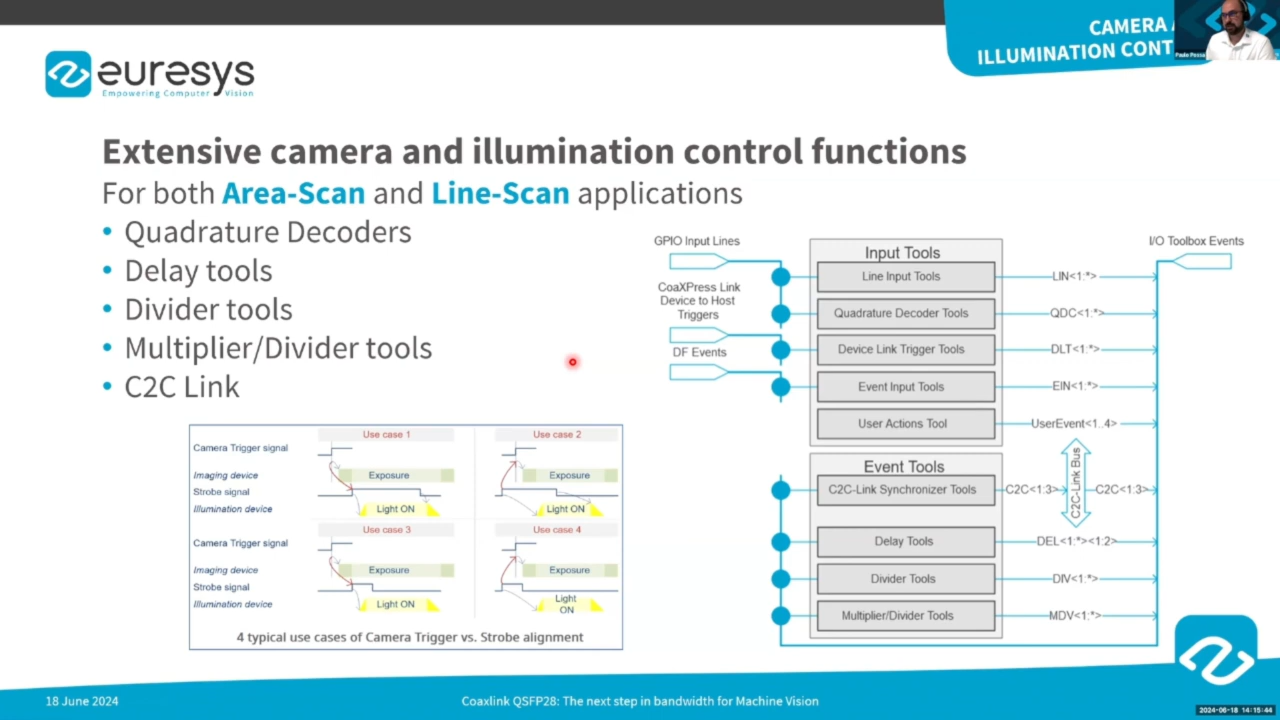 CAMERA A
ILLUMINATION CONT
euresys
Empowering Computer Vision
Extensive camera and illumination control functions
For both Area-Scan and Line-Scan applications
• Quadrature Decoders
• Delay tools
• Divider tools
• Multiplier/Divider tools
• C2C Link
Use case 1
Use case 2
Camera Trigger signal
Imaging device
Exposure
Exposure
Strobe signal
Illumination device
Light ON
Light ON
Use case 3
Use case 4
Camera Trigger signal
Imaging device
Exposure
Exposure
Strobe signal
Illumination device
Light ON
Light
ON
4 typical use cases of Camera Trigger vs. Strobe alignment
GPIO Input Lines
CoaXPress Link
Device to Host
Triggers
DF Events
I/O Toolbox Events
Input Tools
Line Input Tools
LIN<1:*>
Quadrature Decoder Tools
QDC<1:*>
Device Link Trigger Tools
DLT<1:*>
Event Input Tools
EIN<1:*>
User Actions Tool
UserEvent<1..4>
Event Tools
C2C-Link Synchronizer Tools
C2C<1:3>
C2C-Link Bus
C2C<1:3>
Delay Tools
DEL<1:*><1:2>
Divider Tools
DIV<1:*>
Multiplier/Divider Tools
MDV<1:*>
18 June 2024
Coaxlink QSFP28: The next step in bandwidth for Machine Vision
2024-06-18 14:15:44